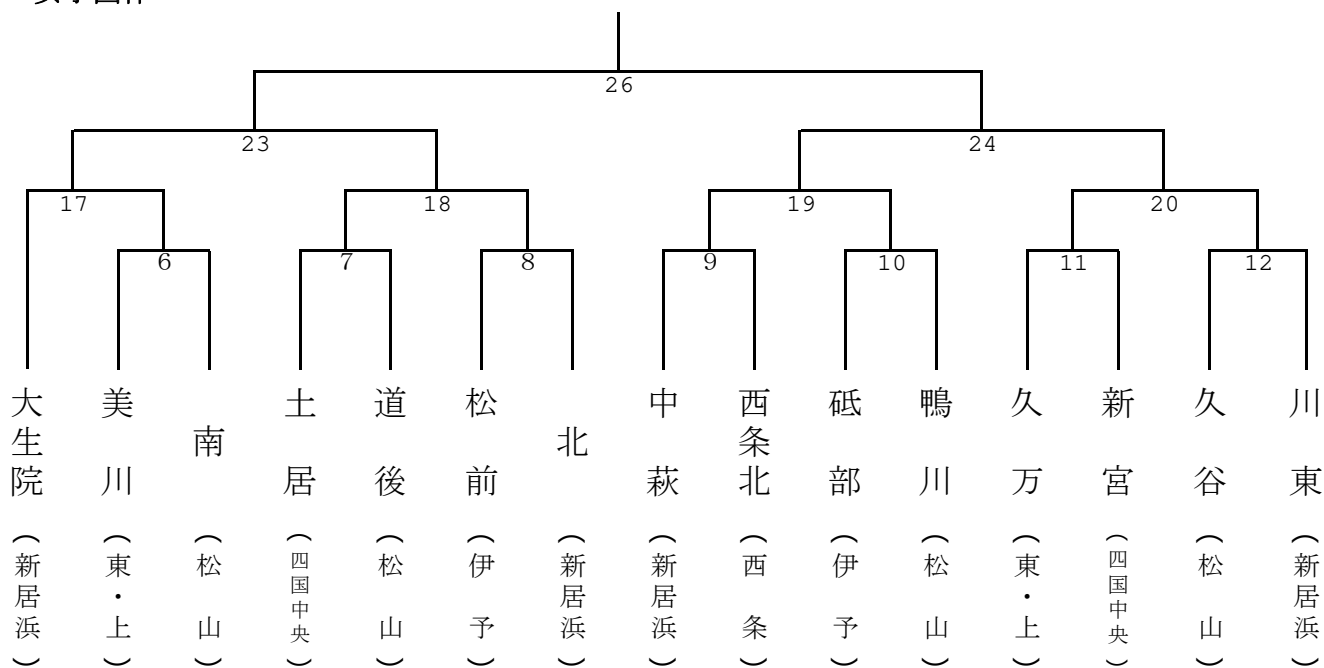 26
23
24
17
18
19
20
6
7
8
9
10
11
12
大生院
美川
南
土居
道後
松前
北
中萩
西条北
砥部
鴨川
久万
新宮
久谷
川東
(新居浜)
(東・上)
(松山)
(四国中央)
(松山)
(伊予)
(新居浜)
(新居浜)
(西条)
(伊予)
(松山)
(東・上)
(四国中央)
(松山)
(新居浜)